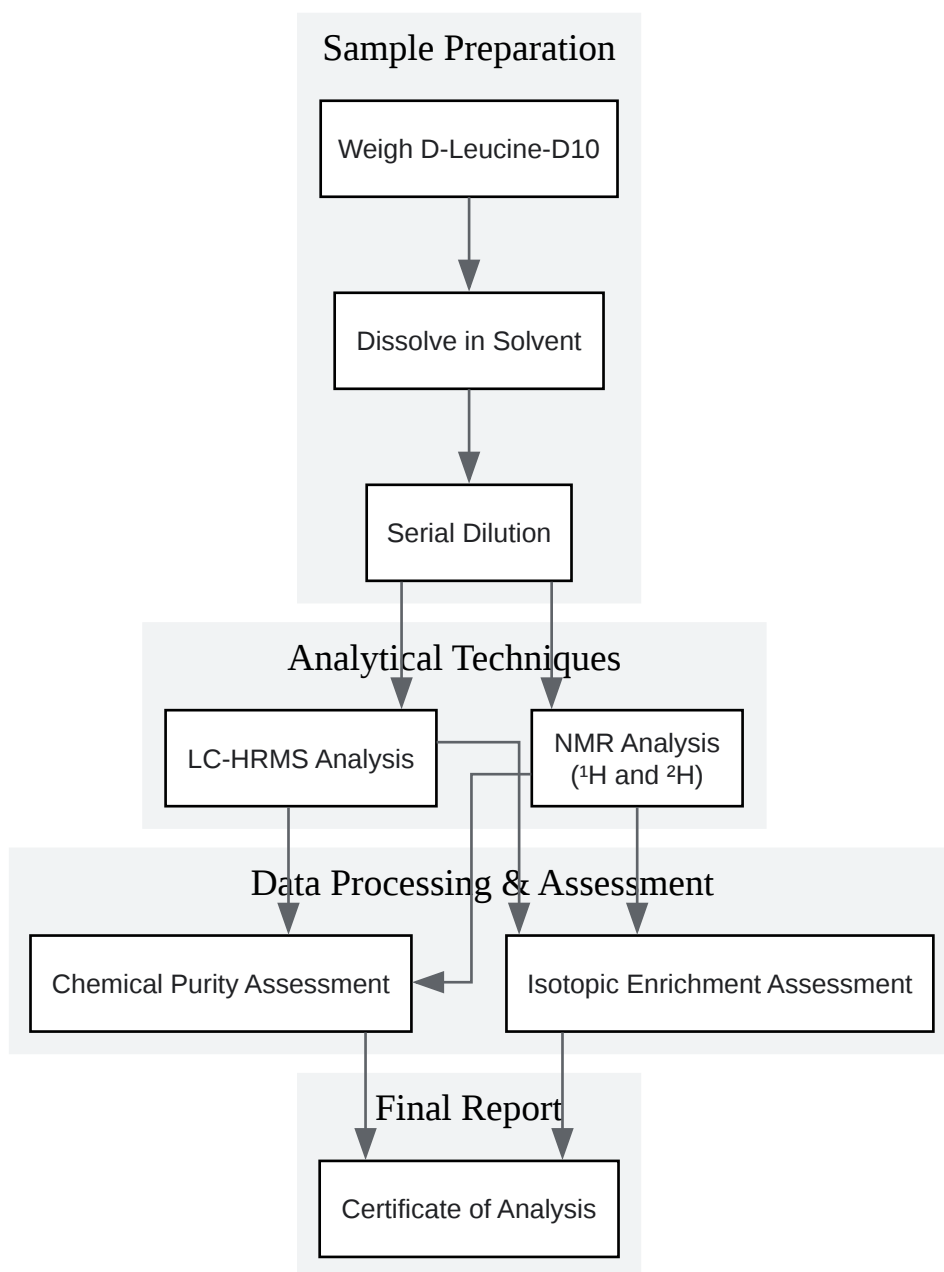 Sample Preparation
Weigh D-Leucine-D10
Dissolve in Solvent
Serial Dilution
Analytical Techniques
LC-HRMS Analysis
NMR Analysis
(¹H and ²H)
Data Processing & Assessment
Chemical Purity Assessment
Isotopic Enrichment Assessment
Final Report
Certificate of Analysis